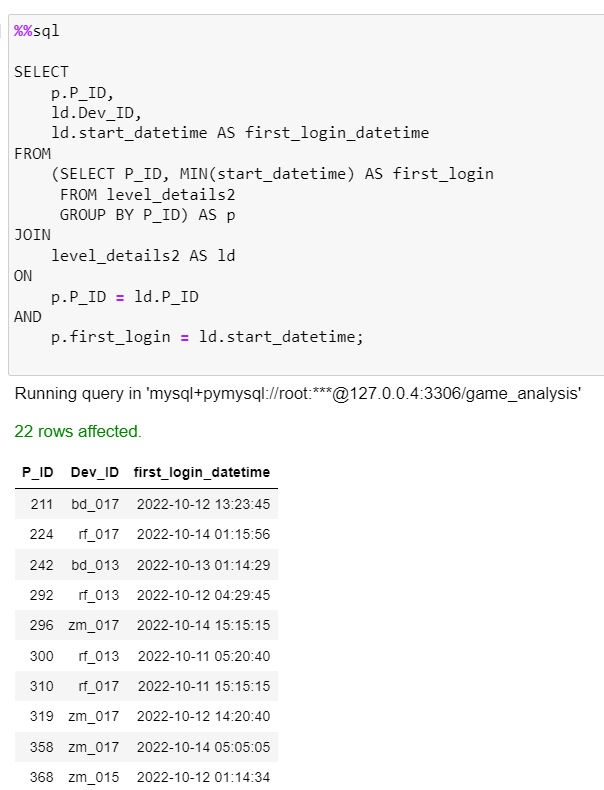 %%sql
SELECT
p.P_ID,
ld.Dev_ID,
ld.start_datetime AS first_login_datetime
FROM
(SELECT P_ID, MIN(start_datetime) AS first_login
FROM level_details2
GROUP BY P_ID) AS p
JOIN
level_details2 AS ld
ON
p.P_ID = ld.P_ID
AND
p.first_login = ld.start_datetime;
Running query in 'mysql+pymysql://root:***@127.0.0.4:3306/game_analysis'
22 rows affected.
P_ID Dev_ID first_login_datetime
211 bd_017 2022-10-12 13:23:45
224 rf_017 2022-10-14 01:15:56
242 bd_013 2022-10-13 01:14:29
292 rf_013 2022-10-12 04:29:45
296 zm_017 2022-10-14 15:15:15
300 rf_013 2022-10-11 05:20:40
310 rf_017 2022-10-11 15:15:15
319 zm_017 2022-10-12 14:20:40
358 zm_017 2022-10-14 05:05:05
368 zm_015 2022-10-12 01:14:34